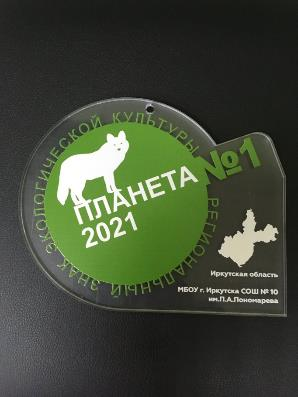 РЕГИОНАЛЬНЫЙ ЗНАК ЭКОЛОГИЧЕСКОЙ КУЛЬТУРЫ
ПЛАНЕТА
2021
№1
Иркутская область
МБОУ г. Иркутска СОШ № 10
им.П.А.Пономарева